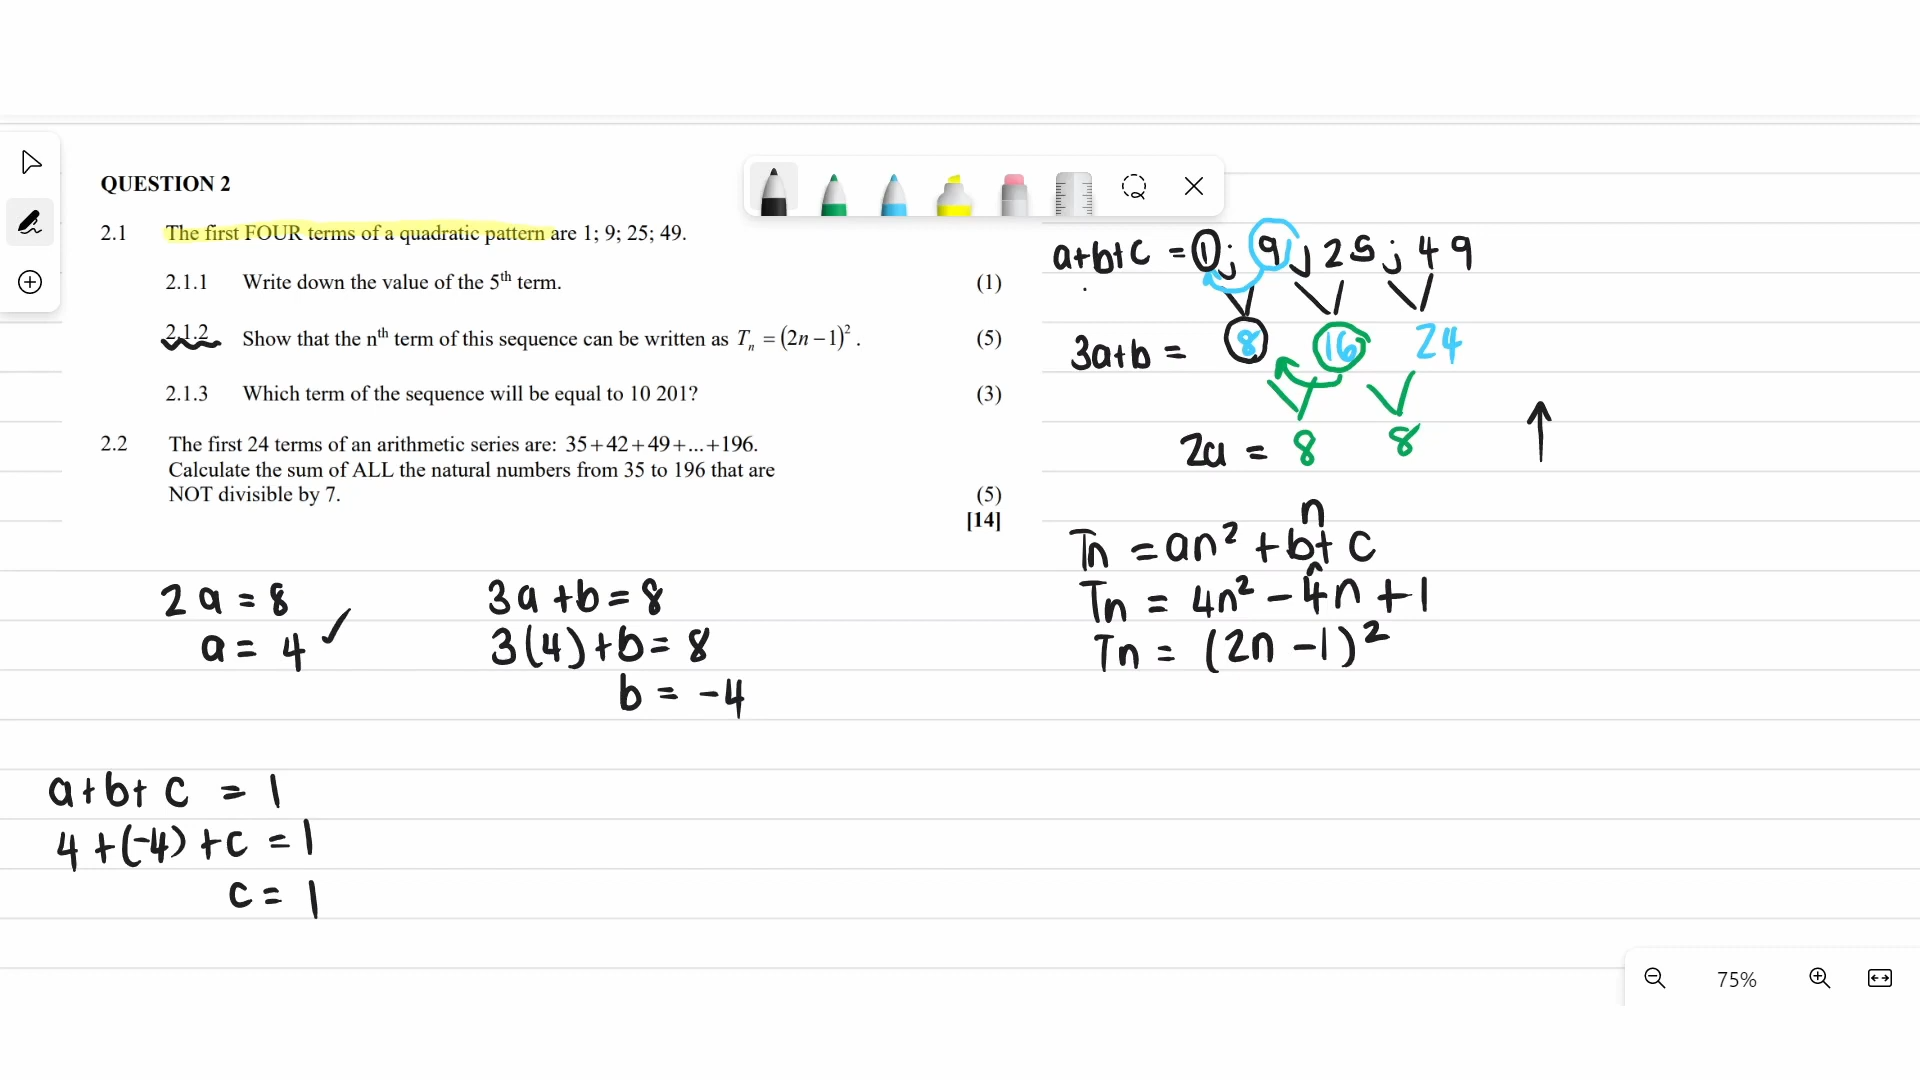 QUESTION 2
2.1 The first FOUR terms of a quadratic pattern are 1; 9; 25; 49.
2.1.1 Write down the value of the 5th term. (1)
2.1.2 Show that the nth term of this sequence can be written as Tₙ = (2n − 1)². (5)
2.1.3 Which term of the sequence will be equal to 10 201? (3)
2.2 The first 24 terms of an arithmetic series are: 35 + 42 + 49 + ... + 196.
Calculate the sum of ALL the natural numbers from 35 to 196 that are
NOT divisible by 7. (5)
[14]
a+b+c = 1; 9; 25; 49
3a+b = 8 16 24
2a = 8 8
n
Tn = an² + b + c
Tn = 4n² - 4n + 1
Tn = (2n - 1)²
2a = 8
a = 4 ✓
3a + b = 8
3(4) + b = 8
b = -4
a + b + c = 1
4 + (-4) + c = 1
c = 1
75%